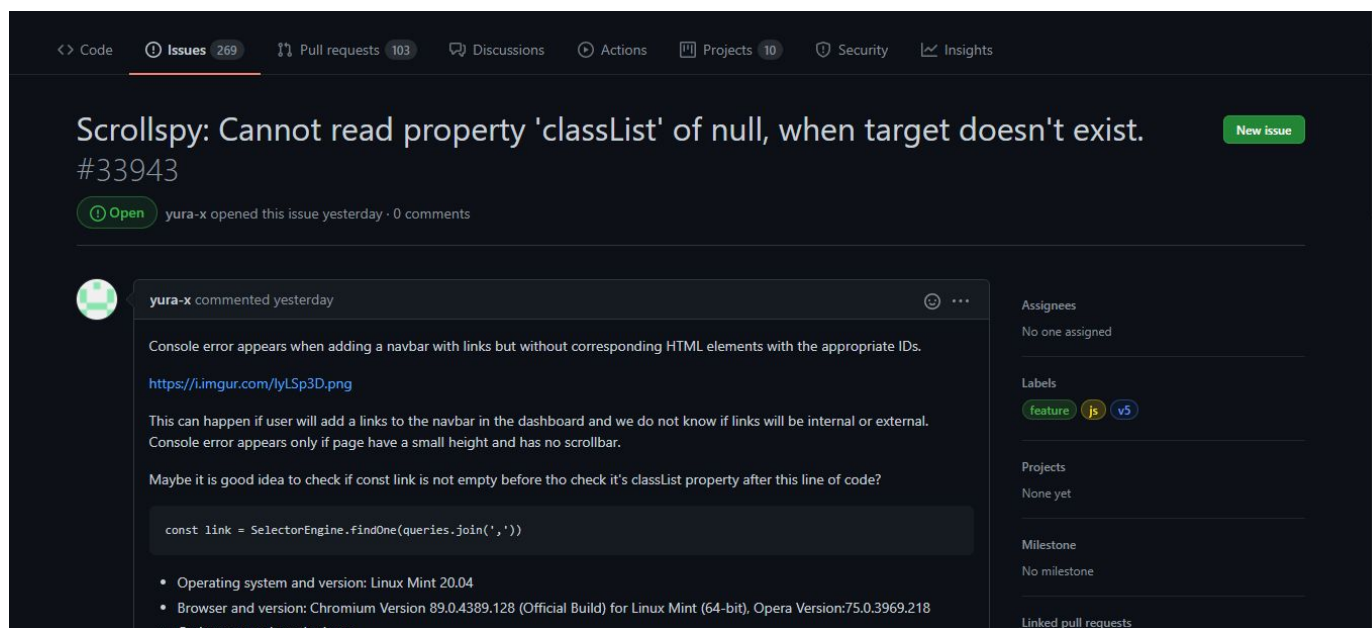 <> Code Issues 269 Pull requests 103 Discussions Actions Projects 10 Security Insights
Scrollspy: Cannot read property 'classList' of null, when target doesn't exist.
#33943
New issue
Open yura-x opened this issue yesterday · 0 comments
yura-x commented yesterday
Console error appears when adding a navbar with links but without corresponding HTML elements with the appropriate IDs.
https://i.imgur.com/lyLSp3D.png
This can happen if user will add a links to the navbar in the dashboard and we do not know if links will be internal or external.
Console error appears only if page have a small height and has no scrollbar.
Maybe it is good idea to check if const link is not empty before tho check it's classList property after this line of code?
const link = SelectorEngine.findOne(queries.join(','))
• Operating system and version: Linux Mint 20.04
• Browser and version: Chromium Version 89.0.4389.128 (Official Build) for Linux Mint (64-bit), Opera Version:75.0.3969.218
Assignees
No one assigned
Labels
feature js v5
Projects
None yet
Milestone
No milestone
Linked pull requests